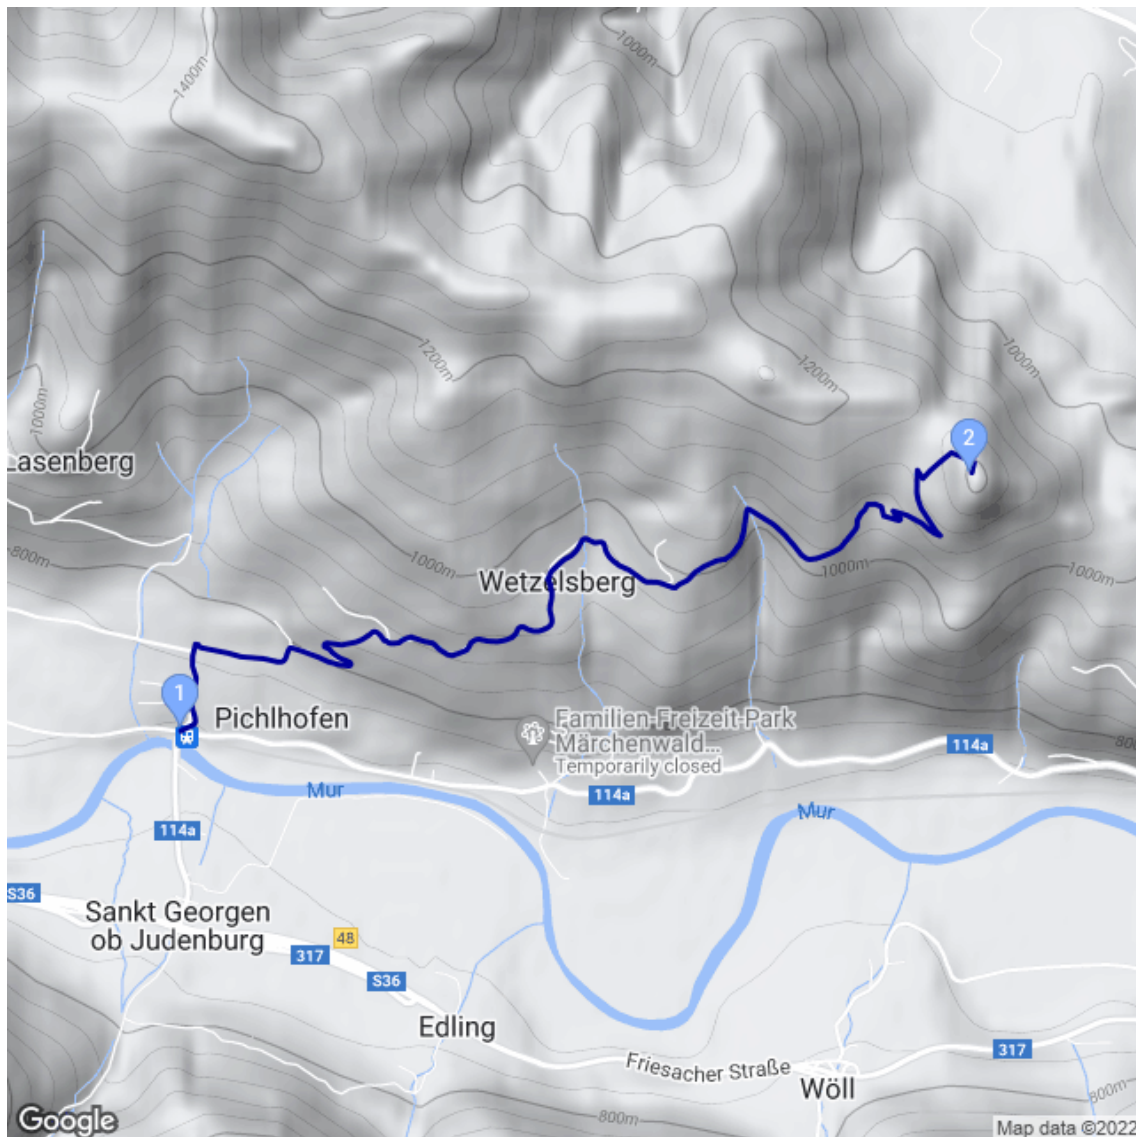 1000m
1400m
1200m
1200m
1000m
1000m
Lasenberg
2
800m
1000m
1000m
1000m
Wetzelsberg
1
Pichlhofen
Familien-Freizeit-Park
Märchenwald...
Temporarily closed
114a
80
Mur
114a
Mur
114a
S36
Sankt Georgen
ob Judenburg
48
317
S36
Edling
Friesacher Straße
317
Wöll
800m
800m
Google
Map data ©2022